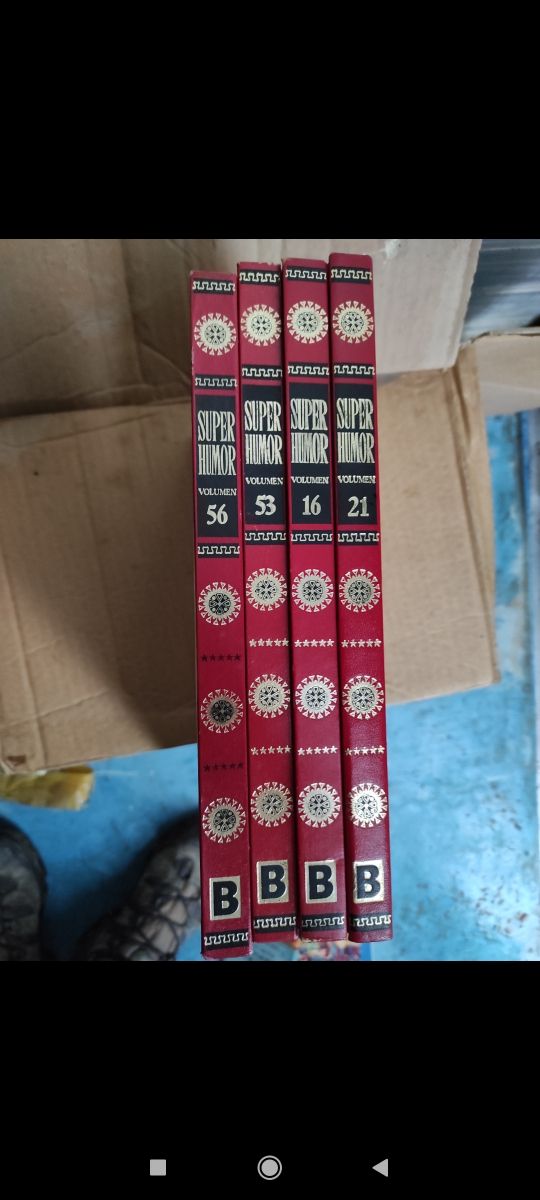 SUPER
HUMOR
VOLUMEN
56
B
SUPER
HUMOR
VOLUMEN
53
B
SUPER
HUMOR
VOLUMEN
16
B
SUPER
HUMOR
VOLUMEN
21
B